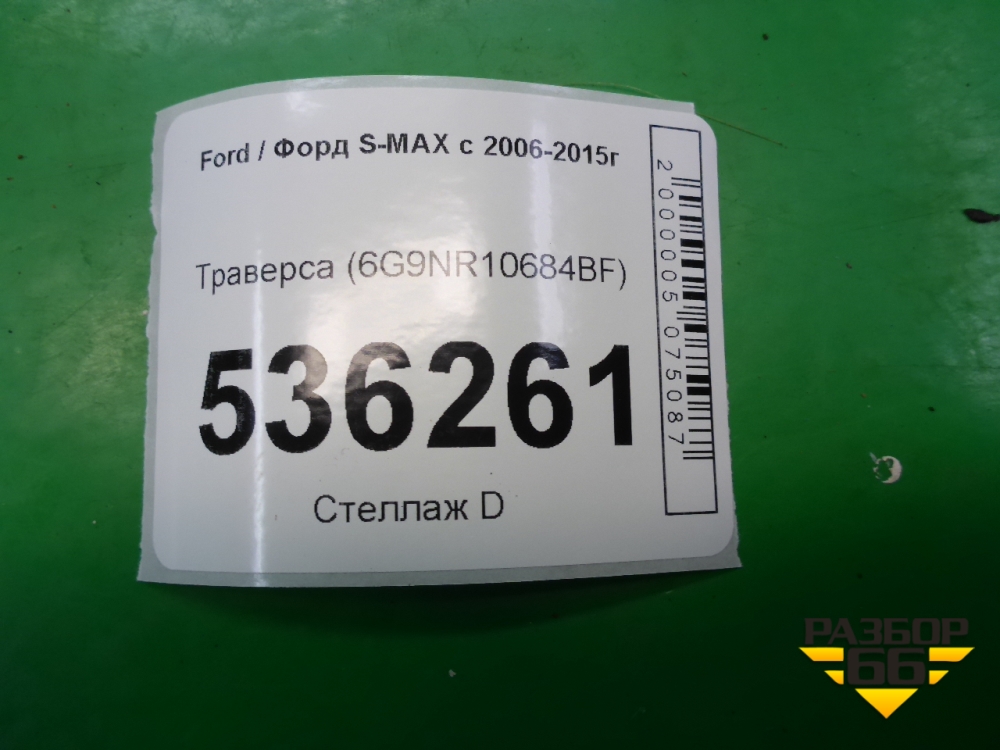 Ford / Форд S-MAX с 2006-2015г
Траверса (6G9NR10684BF)
536261
Стеллаж D
2000005075087
РАЗБОР
66